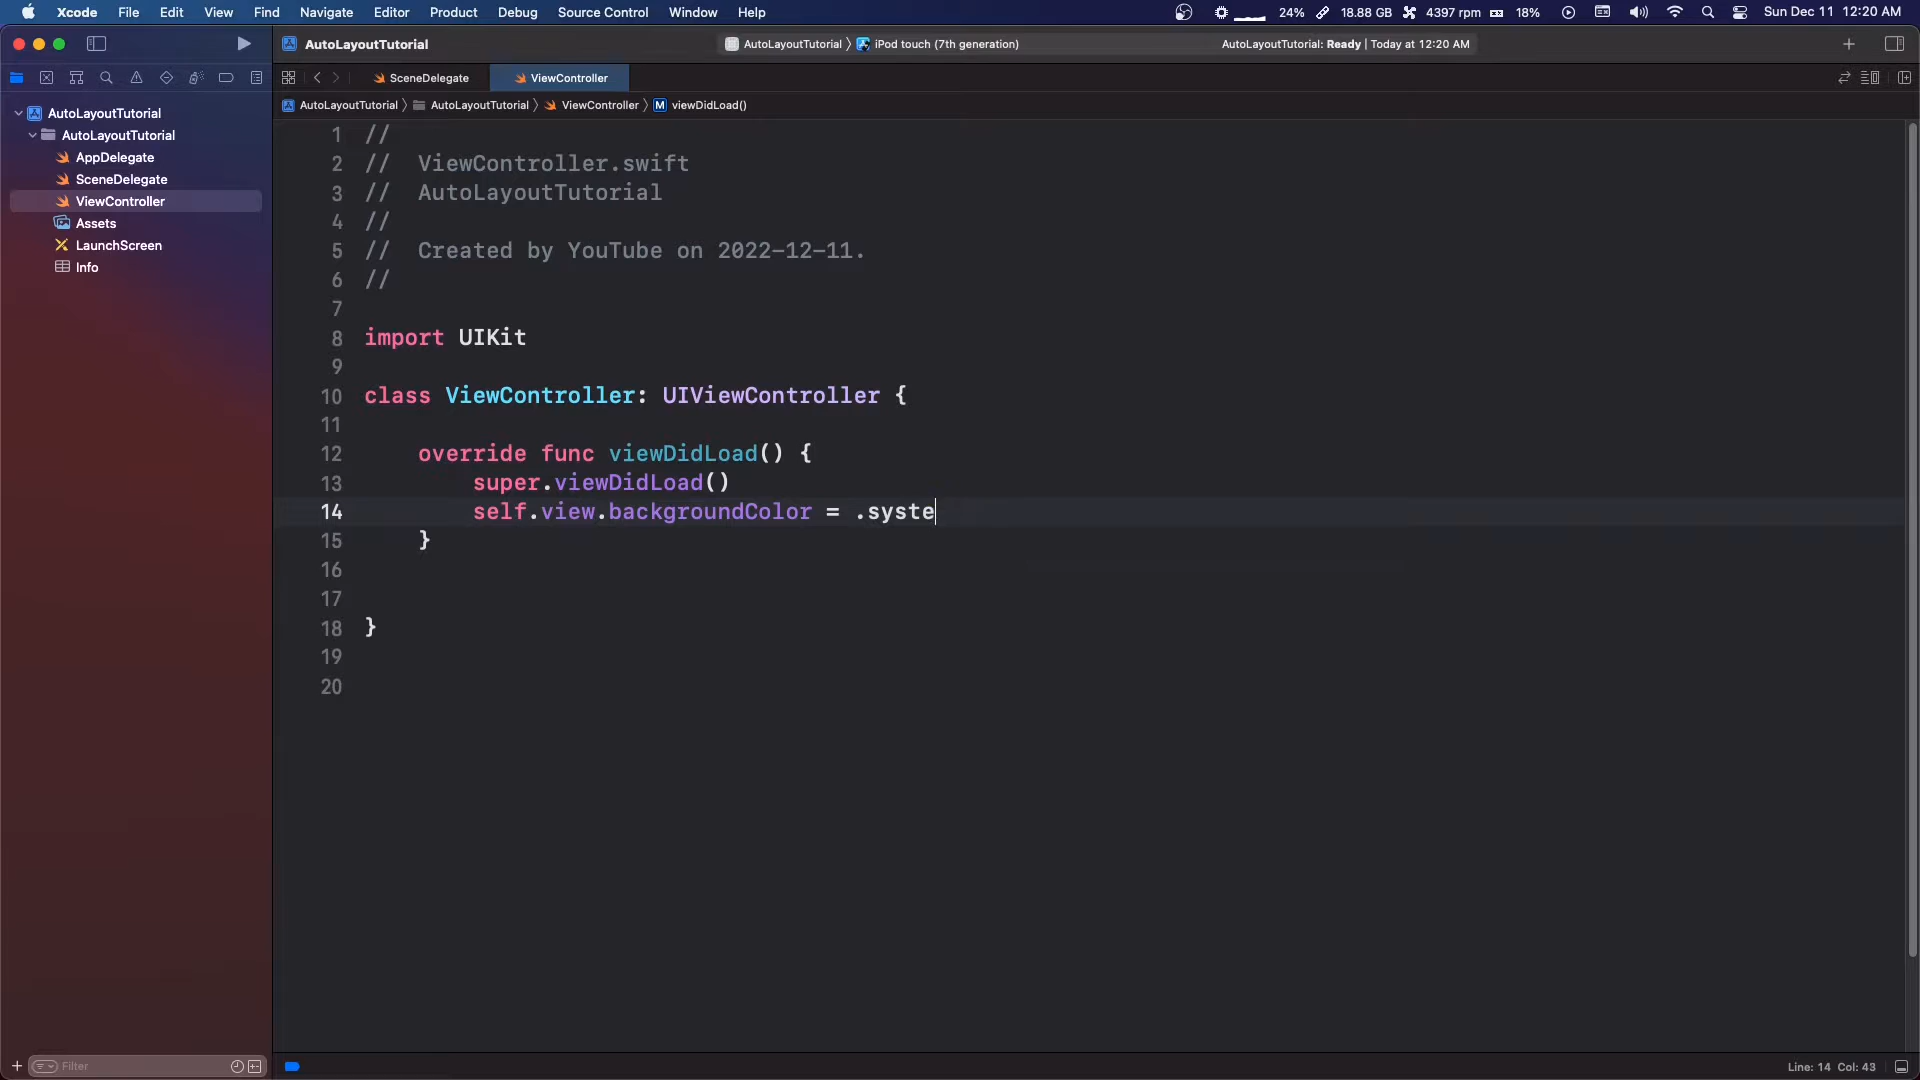 Xcode File Edit View Find Navigate Editor Product Debug Source Control Window Help 24% 18.88 GB 4397 rpm 18% Sun Dec 11 12:20 AM
AutoLayoutTutorial AutoLayoutTutorial 〉 iPod touch (7th generation) AutoLayoutTutorial: Ready | Today at 12:20 AM
SceneDelegate ViewController
AutoLayoutTutorial 〉 AutoLayoutTutorial 〉 ViewController 〉 M viewDidLoad()
AutoLayoutTutorial
AutoLayoutTutorial
AppDelegate
SceneDelegate
ViewController
Assets
LaunchScreen
Info
Filter
1 //
2 //  ViewController.swift
3 //  AutoLayoutTutorial
4 //
5 //  Created by YouTube on 2022-12-11.
6 //
7
8 import UIKit
9
10 class ViewController: UIViewController {
11
12     override func viewDidLoad() {
13         super.viewDidLoad()
14         self.view.backgroundColor = .syste
15     }
16
17
18 }
19
20
Line: 14 Col: 43